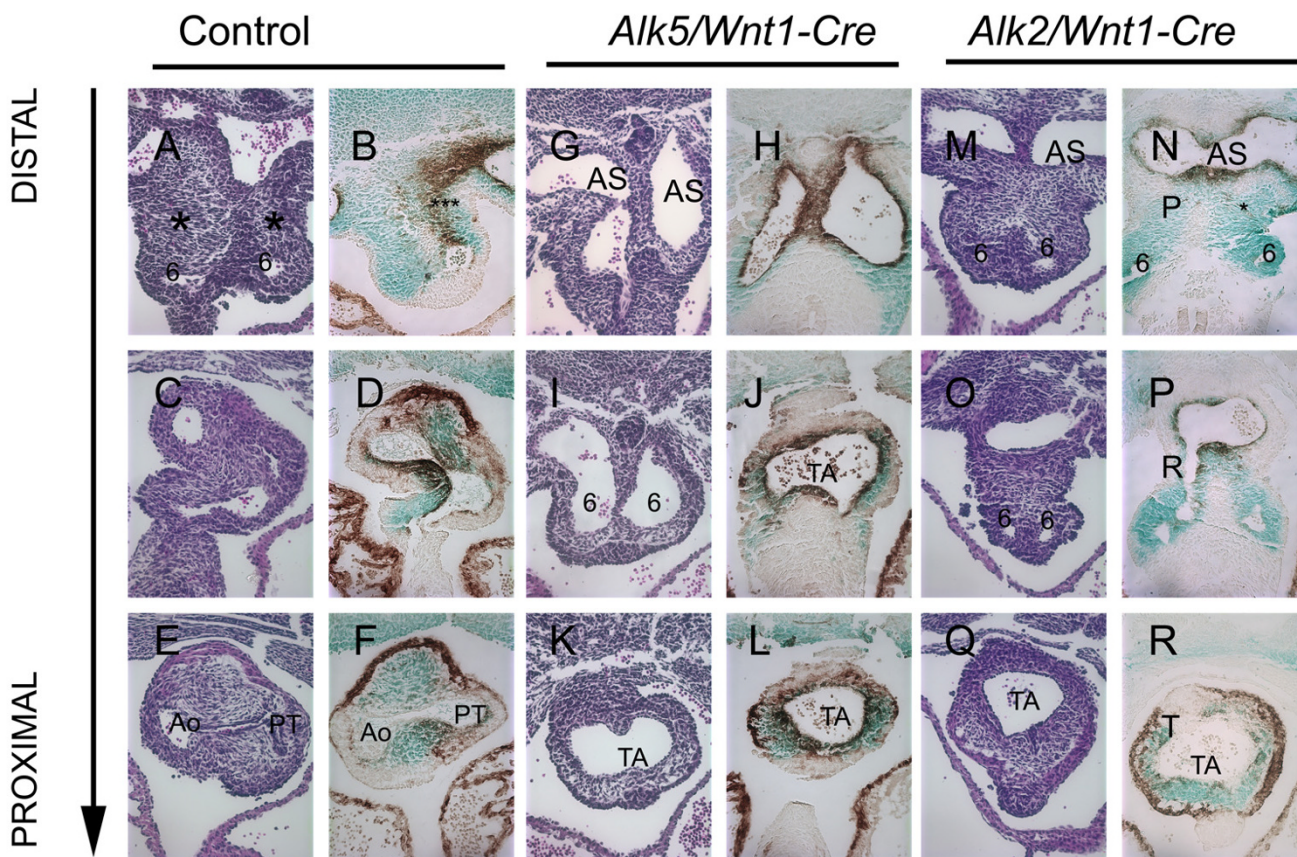 Control Alk5/Wnt1-Cre Alk2/Wnt1-Cre
DISTAL
A B G H M N
*** AS AS AS AS
* * P *
6 6 6 6 6 6
C D I J O P
TA R
6 6 6 6
PROXIMAL
E F K L Q R
Ao PT Ao PT TA TA TA T
TA